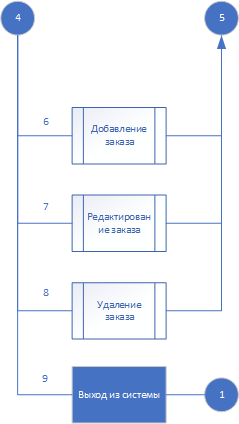 4
5
6
Добавление
заказа
7
Редактирован
ие заказа
8
Удаление
заказа
9
Выход из системы
1